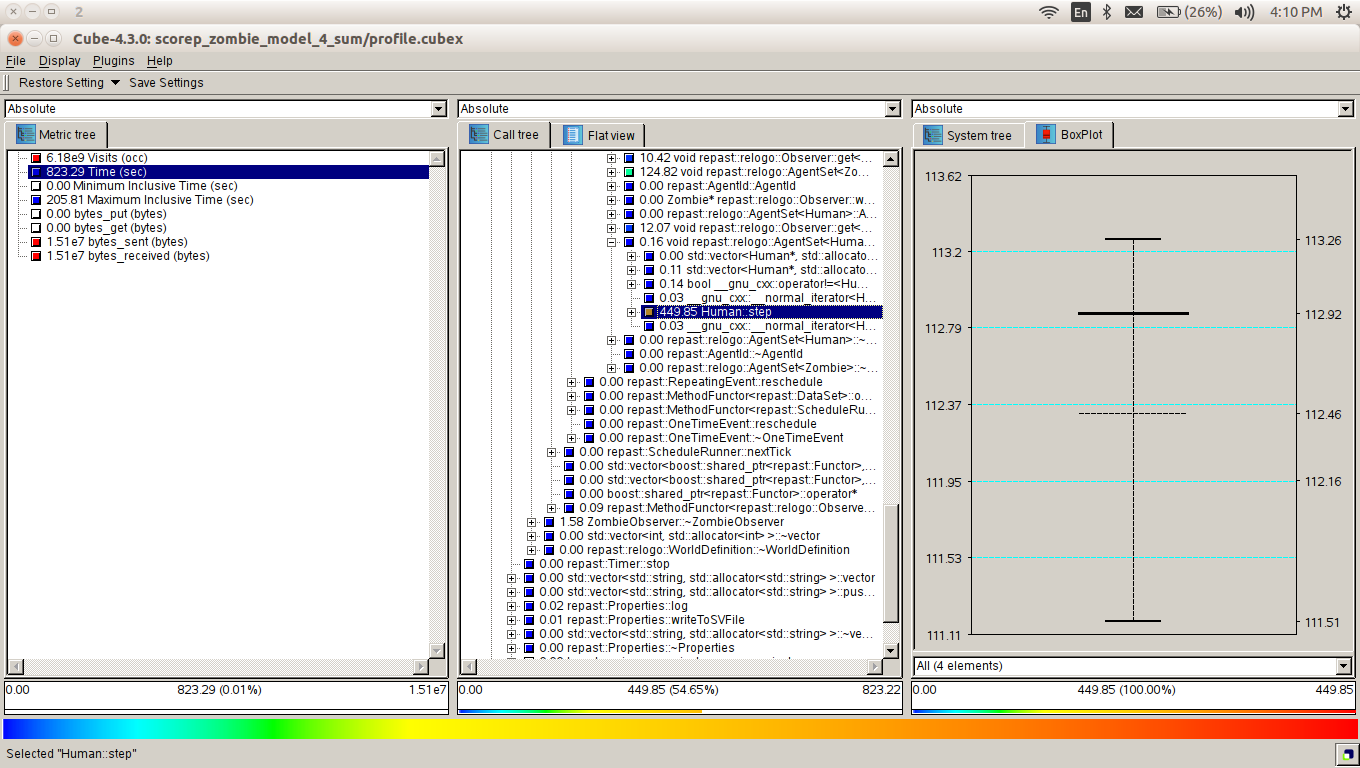 2 En (26%) 4:10 PM
Cube-4.3.0: scorep_zombie_model_4_sum/profile.cubex
File Display Plugins Help
Restore Setting Save Settings
Absolute
Metric tree
6.18e9 Visits (occ)
823.29 Time (sec)
0.00 Minimum Inclusive Time (sec)
205.81 Maximum Inclusive Time (sec)
0.00 bytes_put (bytes)
0.00 bytes_get (bytes)
1.51e7 bytes_sent (bytes)
1.51e7 bytes_received (bytes)
0.00 823.29 (0.01%) 1.51e7
Absolute
Call tree Flat view
10.42 void repast::relogo::Observer::get<...
124.82 void repast::relogo::AgentSet<Zo...
0.00 repast::AgentId::AgentId
0.00 Zombie* repast::relogo::Observer::w...
0.00 repast::relogo::AgentSet<Human>::A...
12.07 void repast::relogo::Observer::get<...
0.16 void repast::relogo::AgentSet<Huma...
0.00 std::vector<Human*, std::allocato...
0.11 std::vector<Human*, std::allocato...
0.14 bool __gnu_cxx::operator!=<Hu...
0.03 __gnu_cxx::__normal_iterator<H...
449.85 Human::step
0.03 __gnu_cxx::__normal_iterator<H...
0.00 repast::relogo::AgentSet<Human>::~...
0.00 repast::AgentId::~AgentId
0.00 repast::relogo::AgentSet<Zombie>::~...
0.00 repast::RepeatingEvent::reschedule
0.00 repast::MethodFunctor<repast::DataSet>::o...
0.00 repast::MethodFunctor<repast::ScheduleRu...
0.00 repast::OneTimeEvent::reschedule
0.00 repast::OneTimeEvent::~OneTimeEvent
0.00 repast::ScheduleRunner::nextTick
0.00 std::vector<boost::shared_ptr<repast::Functor>,...
0.00 std::vector<boost::shared_ptr<repast::Functor>,...
0.00 boost::shared_ptr<repast::Functor>::operator*
0.09 repast::MethodFunctor<repast::relogo::Observe...
1.58 ZombieObserver::~ZombieObserver
0.00 std::vector<int, std::allocator<int> >::~vector
0.00 repast::relogo::WorldDefinition::~WorldDefinition
0.00 repast::Timer::stop
0.00 std::vector<std::string, std::allocator<std::string> >::vector
0.00 std::vector<std::string, std::allocator<std::string> >::pus...
0.02 repast::Properties::log
0.01 repast::Properties::writeToSVFile
0.00 std::vector<std::string, std::allocator<std::string> >::~ve...
0.00 repast::Properties::~Properties
0.00 449.85 (54.65%) 823.22
Absolute
System tree BoxPlot
113.62
113.26
113.2
112.92
112.79
112.37
112.46
111.95
112.16
111.53
111.51
111.11
All (4 elements)
0.00 449.85 (100.00%) 449.85
Selected "Human::step"